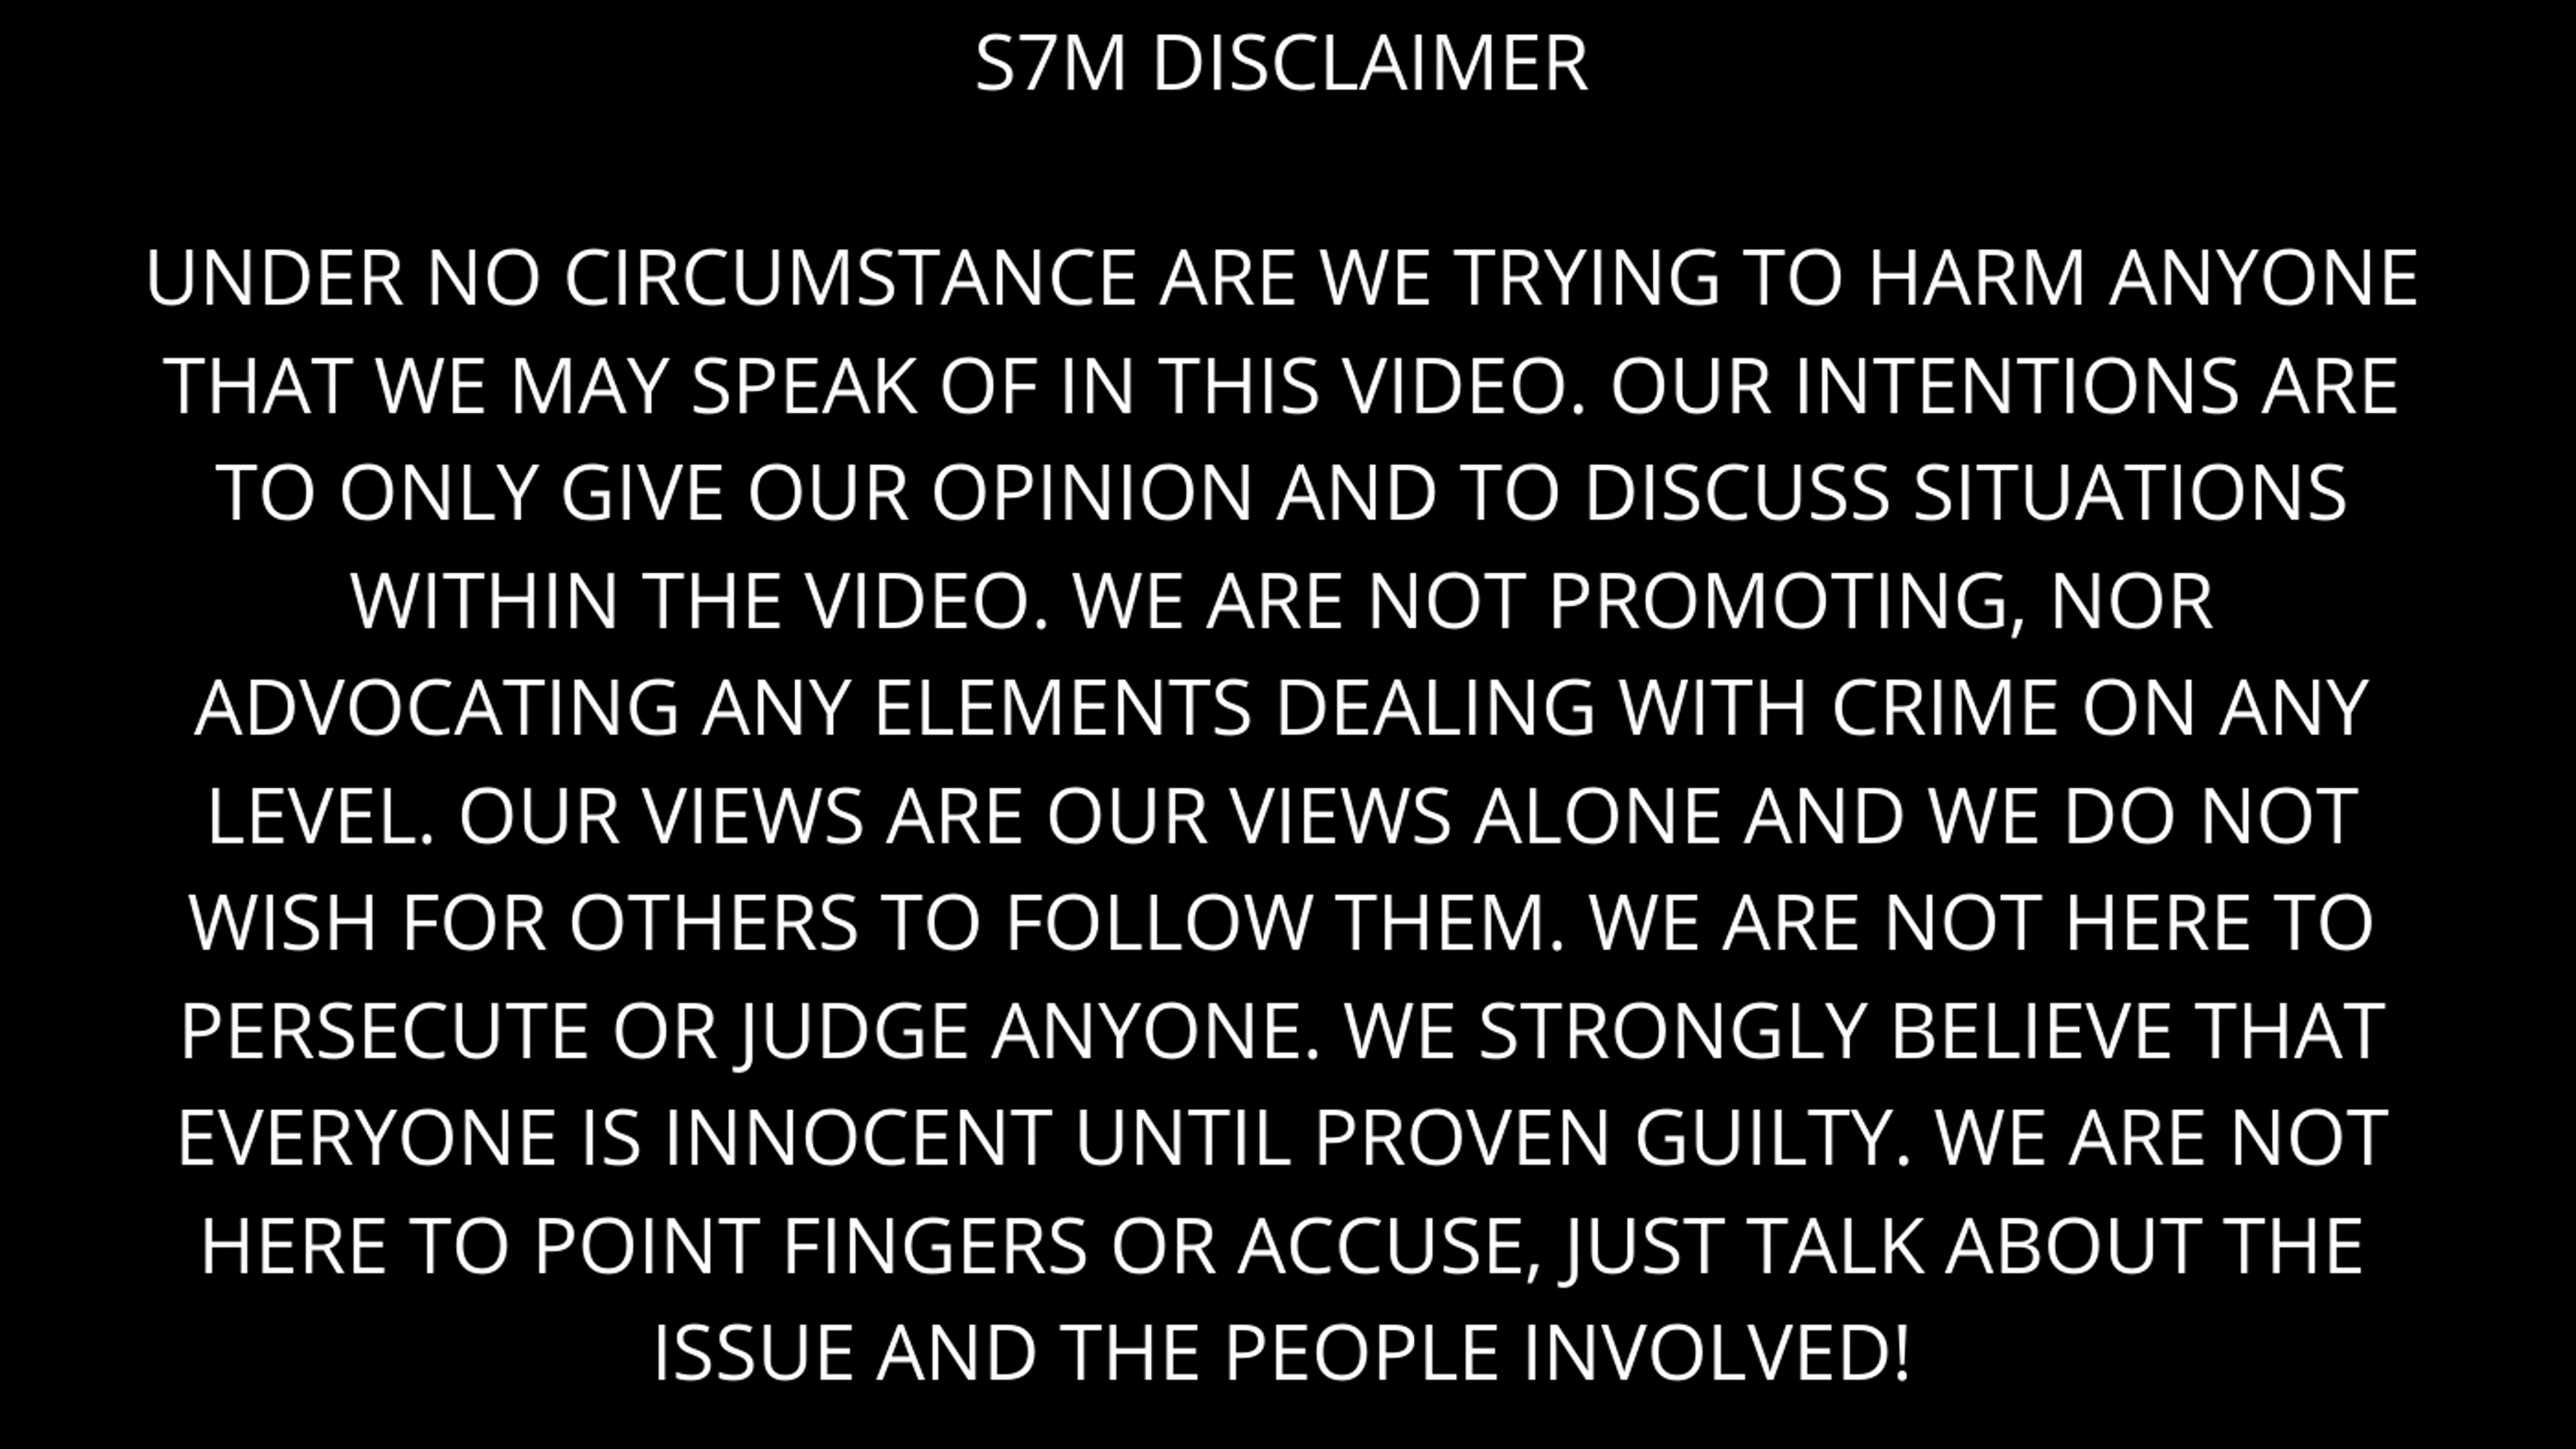 S7M DISCLAIMER
UNDER NO CIRCUMSTANCE ARE WE TRYING TO HARM ANYONE
THAT WE MAY SPEAK OF IN THIS VIDEO. OUR INTENTIONS ARE
TO ONLY GIVE OUR OPINION AND TO DISCUSS SITUATIONS
WITHIN THE VIDEO. WE ARE NOT PROMOTING, NOR
ADVOCATING ANY ELEMENTS DEALING WITH CRIME ON ANY
LEVEL. OUR VIEWS ARE OUR VIEWS ALONE AND WE DO NOT
WISH FOR OTHERS TO FOLLOW THEM. WE ARE NOT HERE TO
PERSECUTE OR JUDGE ANYONE. WE STRONGLY BELIEVE THAT
EVERYONE IS INNOCENT UNTIL PROVEN GUILTY. WE ARE NOT
HERE TO POINT FINGERS OR ACCUSE, JUST TALK ABOUT THE
ISSUE AND THE PEOPLE INVOLVED!